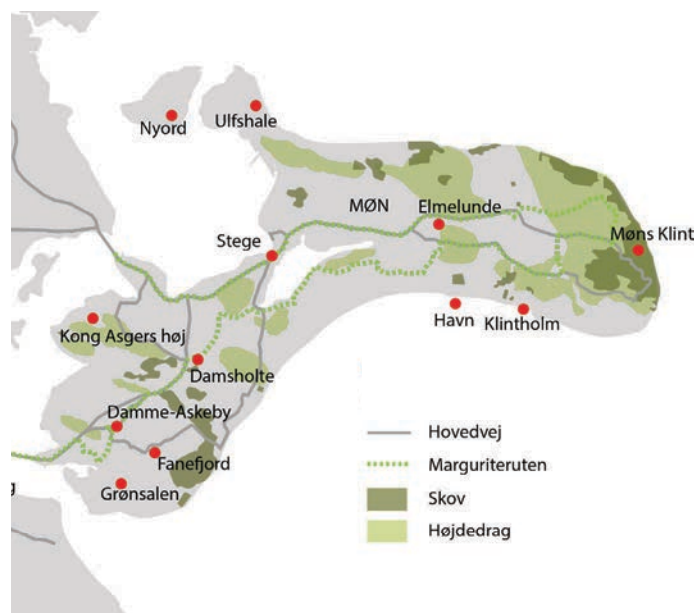 Nyord
Ulfshale
MØN
Elmelunde
Stege
Møns Klint
Havn
Klintholm
Kong Asgers høj
Damsholte
Damme-Askeby
Fanefjord
Grønsalen
g
Hovedvej
Marguriteruten
Skov
Højdedrag